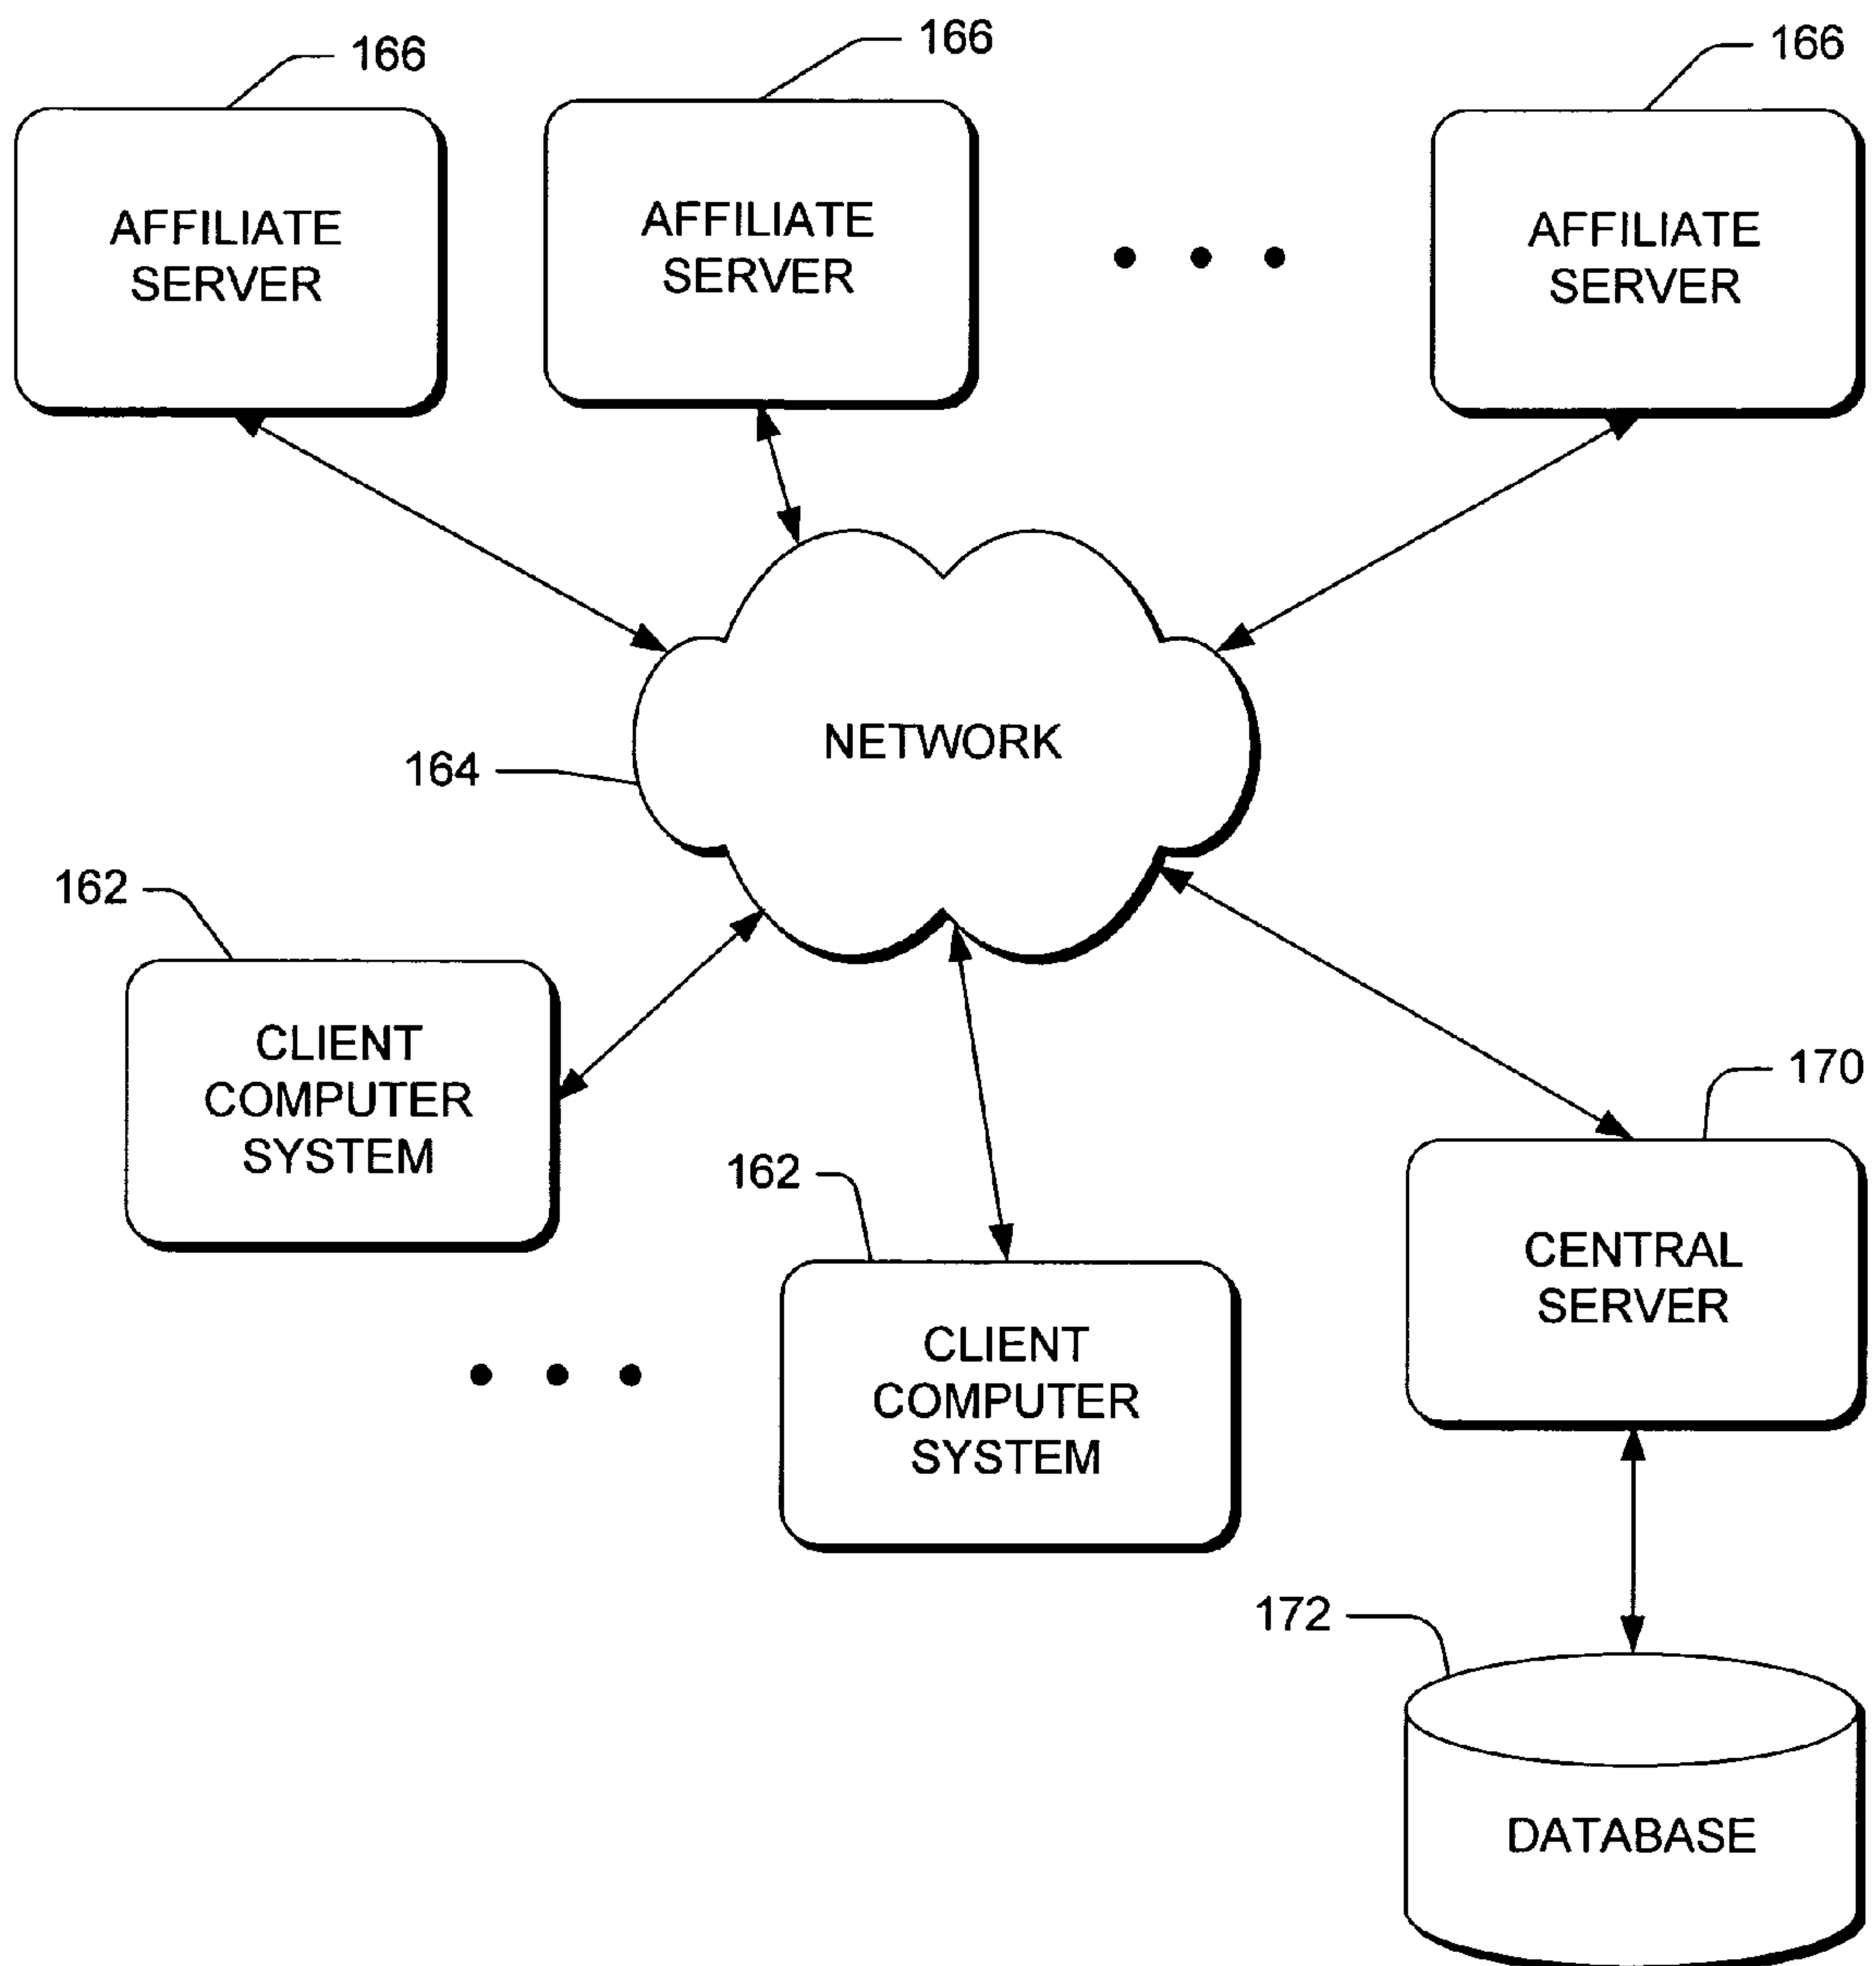 166
166
166
AFFILIATE
SERVER
AFFILIATE
SERVER
AFFILIATE
SERVER
NETWORK
164
162
CLIENT
COMPUTER
SYSTEM
162
CLIENT
COMPUTER
SYSTEM
170
CENTRAL
SERVER
172
DATABASE